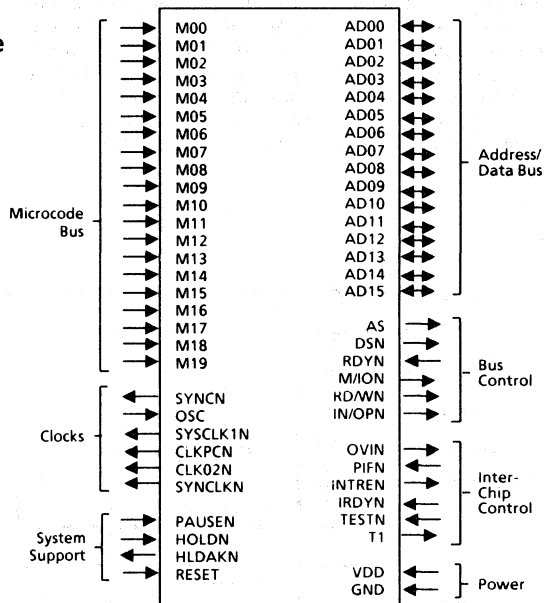 e
Microcode
Bus
M00
M01
M02
M03
M04
M05
M06
M07
M08
M09
M10
M11
M12
M13
M14
M15
M16
M17
M18
M19
Clocks
SYNCN
OSC
SYSCLK1N
CLKPCN
CLK02N
SYNCLKN
System
Support
PAUSEN
HOLDN
HLDAKN
RESET
AD00
AD01
AD02
AD03
AD04
AD05
AD06
AD07
AD08
AD09
AD10
AD11
AD12
AD13
AD14
AD15
Address/
Data Bus
AS
DSN
RDYN
M/ION
RD/WN
IN/OPN
Bus
Control
OVIN
PIFN
INTREN
IRDYN
TESTN
T1
Inter-
Chip
Control
VDD
GND
Power